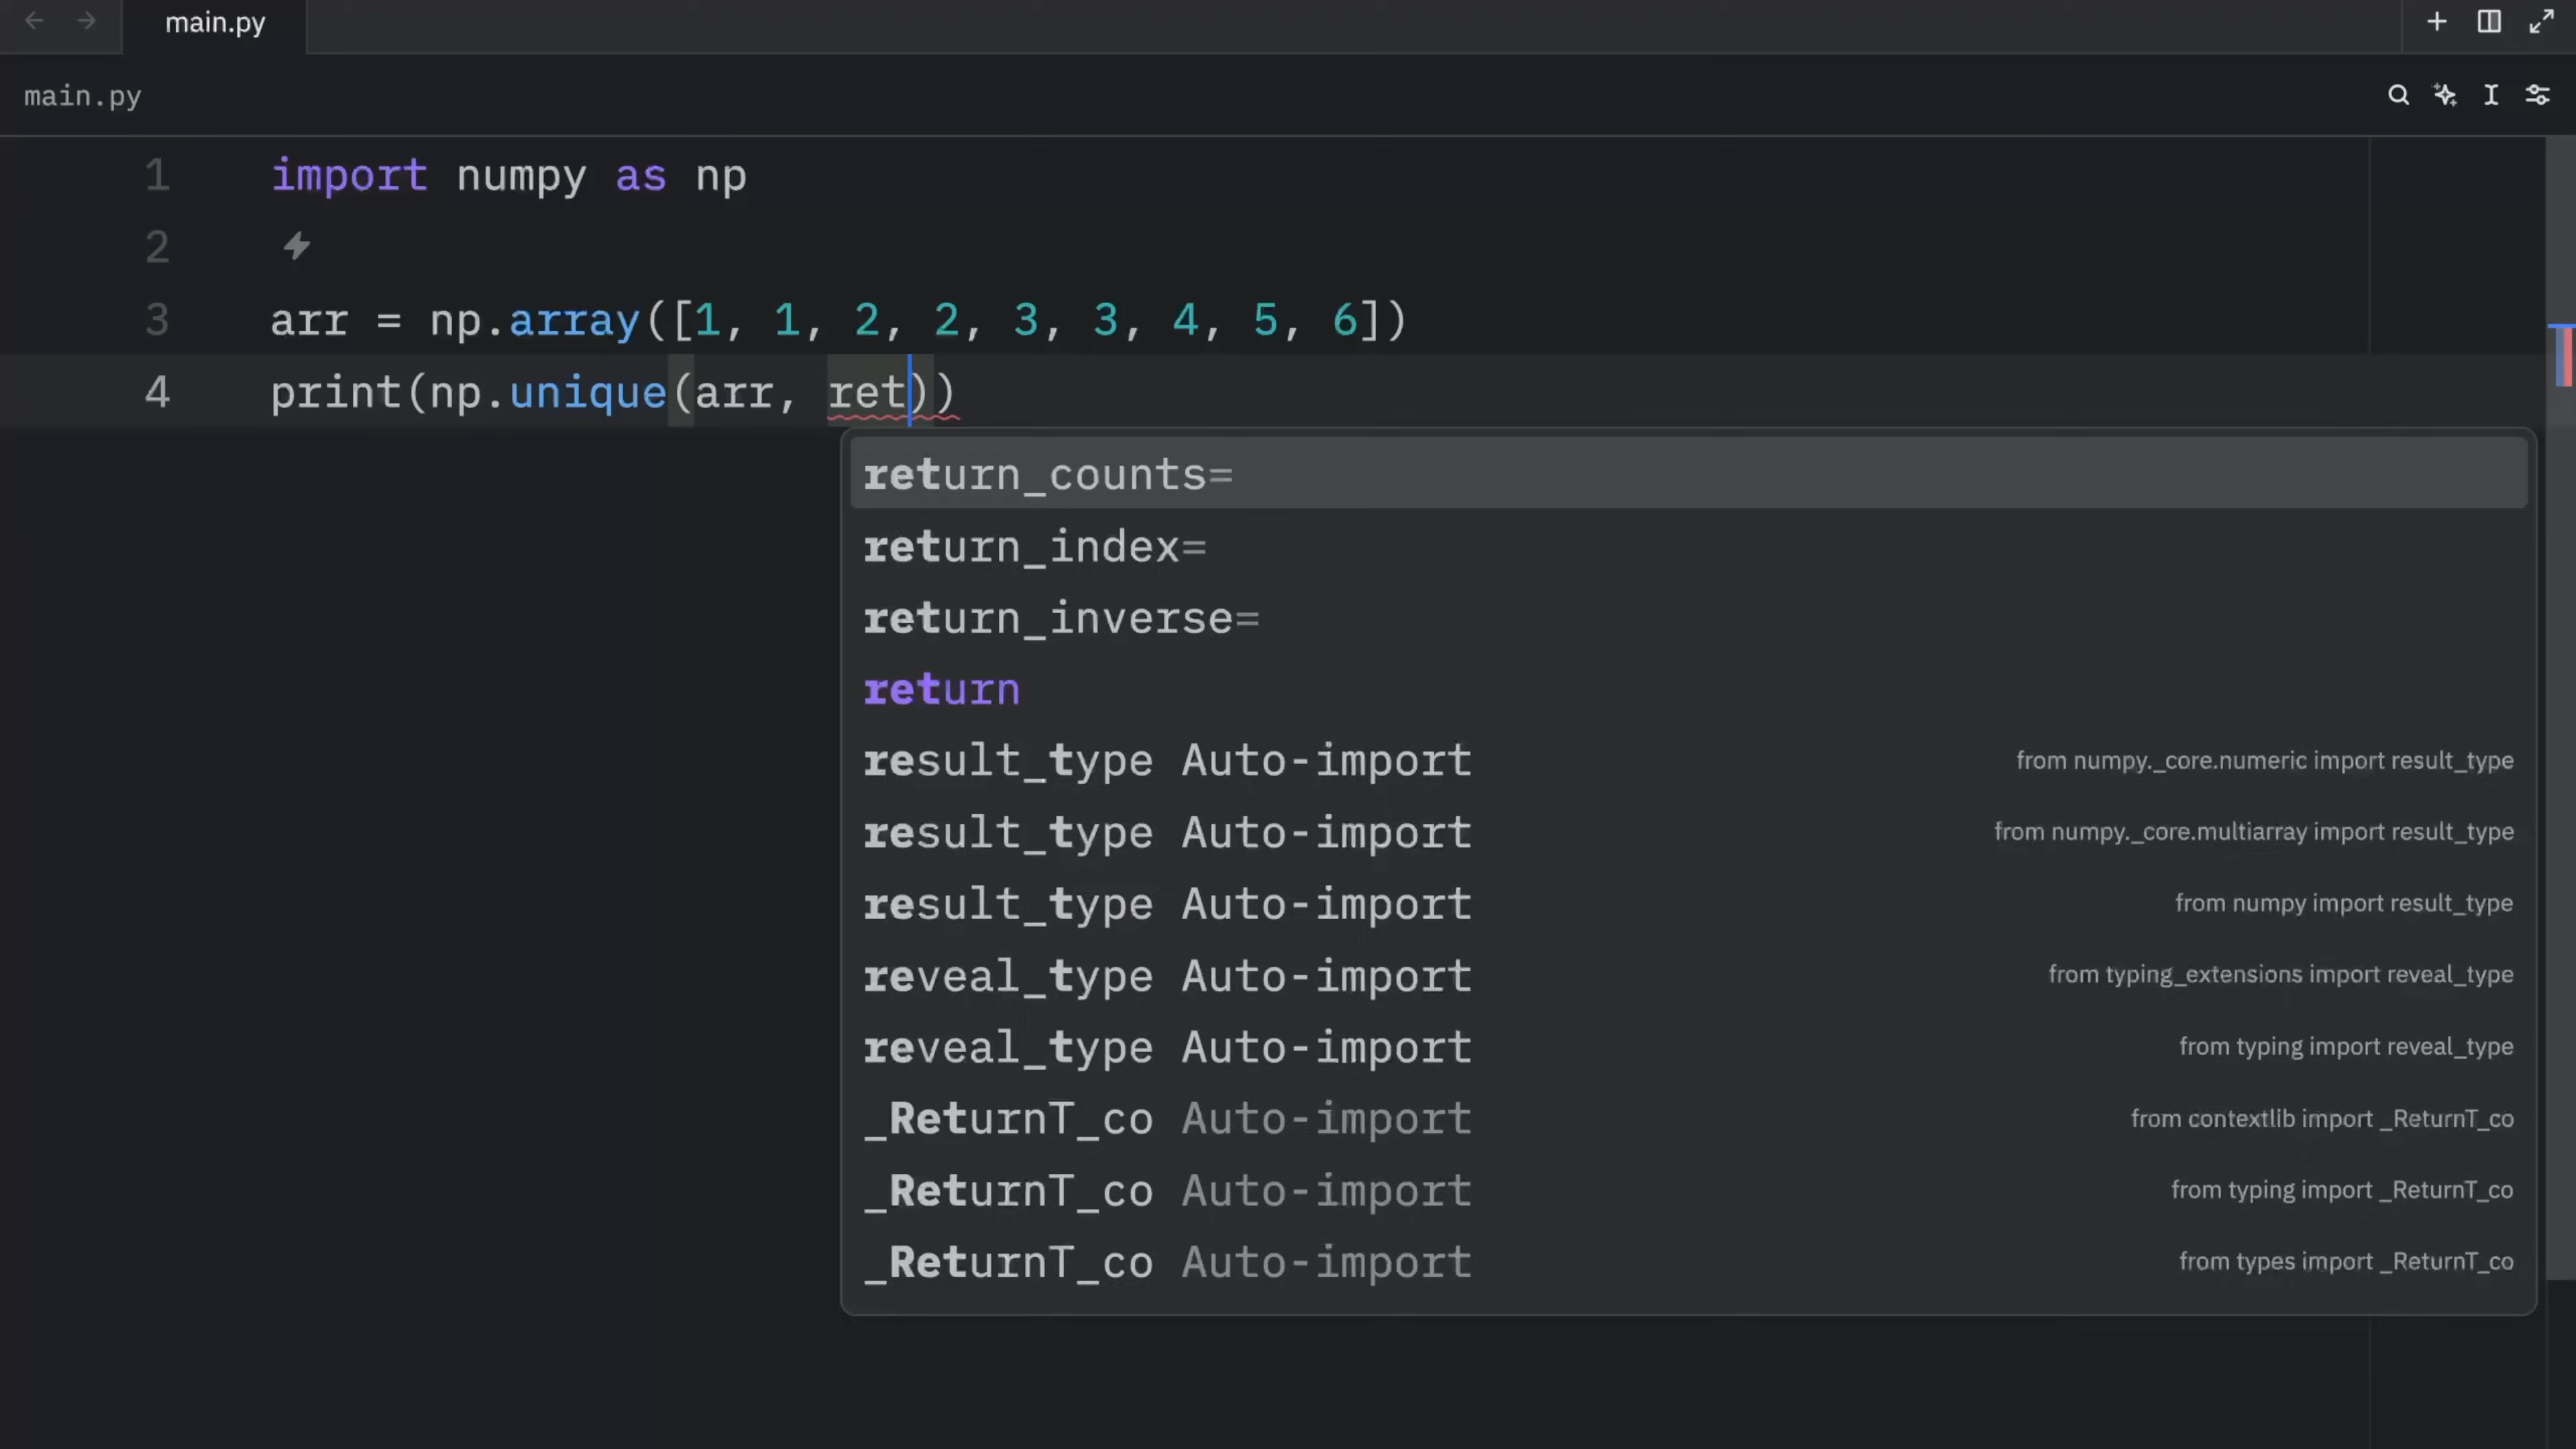 main.py
main.py
1 import numpy as np
2
3 arr = np.array([1, 1, 2, 2, 3, 3, 4, 5, 6])
4 print(np.unique(arr, ret))
return_counts=
return_index=
return_inverse=
return
result_type Auto-import from numpy._core.numeric import result_type
result_type Auto-import from numpy._core.multiarray import result_type
result_type Auto-import from numpy import result_type
reveal_type Auto-import from typing_extensions import reveal_type
reveal_type Auto-import from typing import reveal_type
_ReturnT_co Auto-import from contextlib import _ReturnT_co
_ReturnT_co Auto-import from typing import _ReturnT_co
_ReturnT_co Auto-import from types import _ReturnT_co